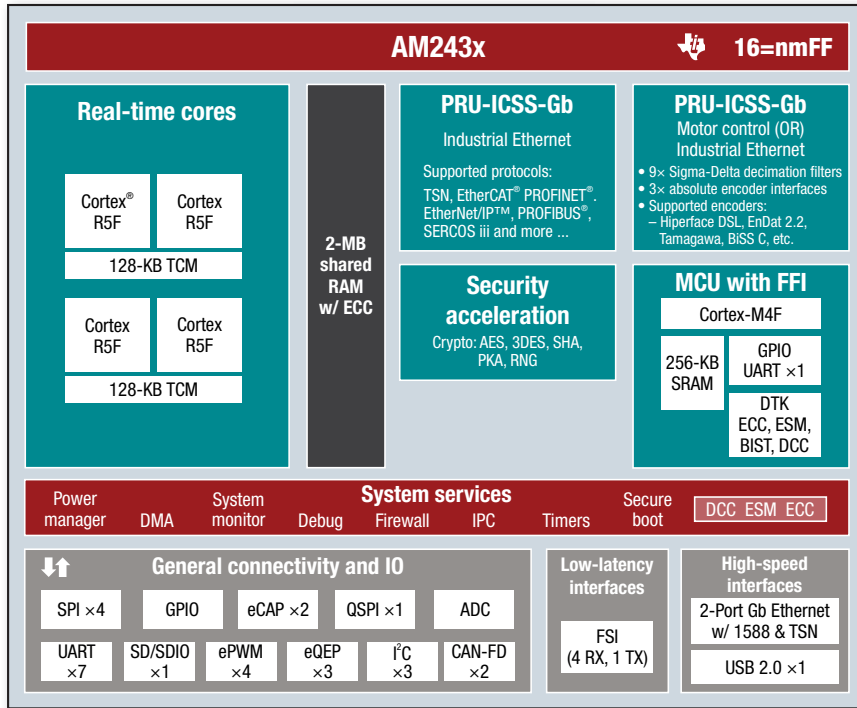 AM243x
16=nmFF
Real-time cores
Cortex®
R5F
Cortex
R5F
128-KB TCM
Cortex
R5F
Cortex
R5F
128-KB TCM
2-MB
shared
RAM
w/ ECC
PRU-ICSS-Gb
Industrial Ethernet
Supported protocols:
TSN, EtherCAT® PROFINET®.
EtherNet/IP™, PROFIBUS®,
SERCOS iii and more ...
PRU-ICSS-Gb
Motor control (OR)
Industrial Ethernet
• 9× Sigma-Delta decimation filters
• 3× absolute encoder interfaces
• Supported encoders:
– Hiperface DSL, EnDat 2.2,
Tamagawa, BiSS C, etc.
Security
acceleration
Crypto: AES, 3DES, SHA,
PKA, RNG
MCU with FFI
Cortex-M4F
256-KB
SRAM
GPIO
UART ×1
DTK
ECC, ESM,
BIST, DCC
System services
Power
manager
DMA
System
monitor
Debug
Firewall
IPC
Timers
Secure
boot
DCC ESM ECC
General connectivity and IO
SPI ×4
GPIO
eCAP ×2
QSPI ×1
ADC
UART
×7
SD/SDIO
×1
ePWM
×4
eQEP
×3
I²C
×3
CAN-FD
×2
Low-latency
interfaces
FSI
(4 RX, 1 TX)
High-speed
interfaces
2-Port Gb Ethernet
w/ 1588 & TSN
USB 2.0 ×1